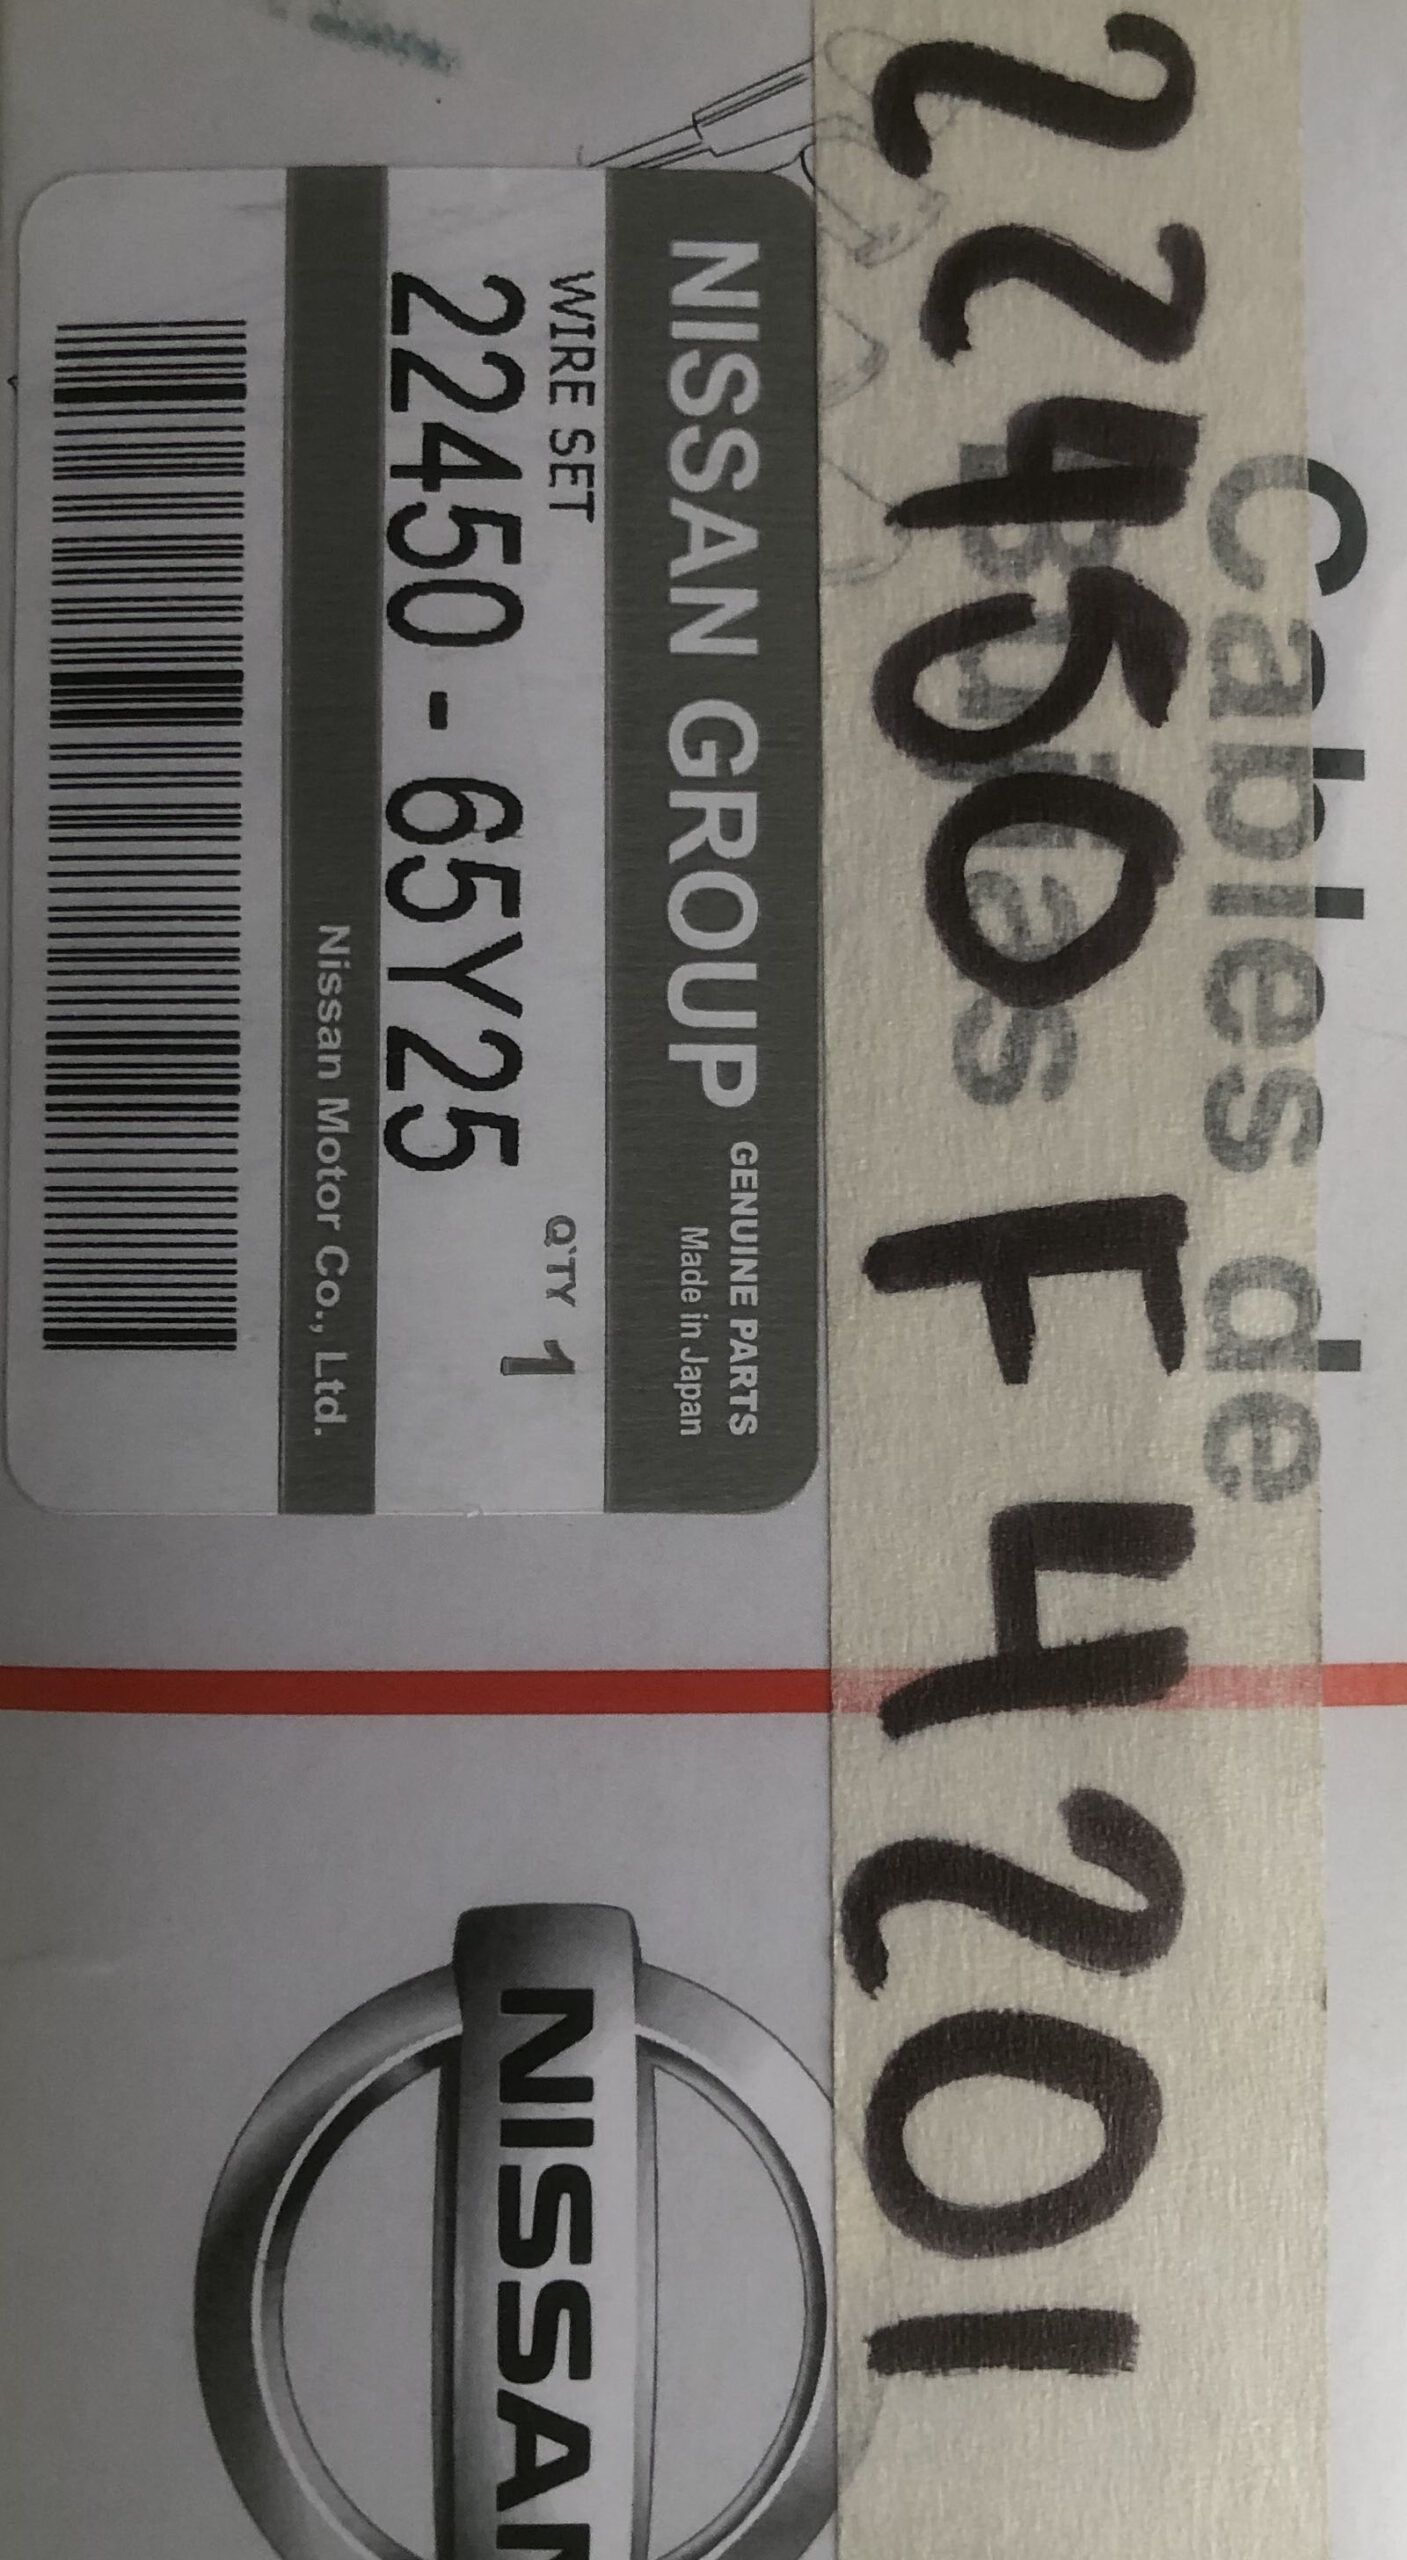 Cables de
Bujías
22450 F4201
NISSAN GROUP GENUINE PARTS
Made in Japan
WIRE SET Q'TY 1
22450 - 65Y25
Nissan Motor Co., Ltd.
NISSAN